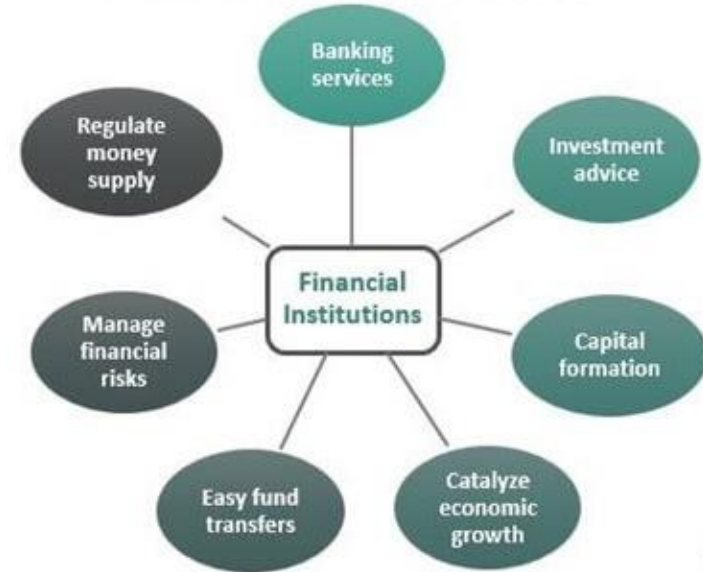 Banking
services
Investment
advice
Capital
formation
Catalyze
economic
growth
Easy fund
transfers
Manage
financial
risks
Regulate
money
supply
Financial
Institutions